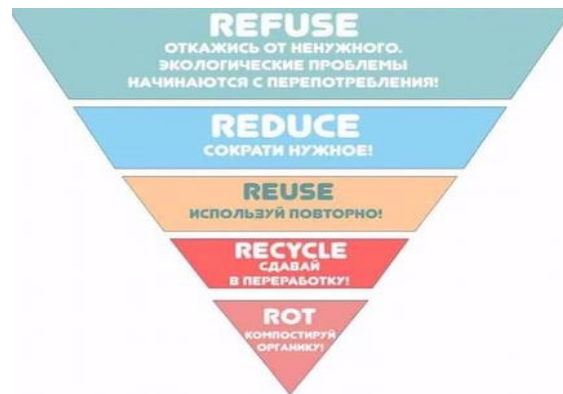 REFUSE
ОТКАЖИСЬ ОТ НЕНУЖНОГО.
ЭКОЛОГИЧЕСКИЕ ПРОБЛЕМЫ
НАЧИНАЮТСЯ С ПЕРЕПОТРЕБЛЕНИЯ!
REDUCE
СОКРАТИ НУЖНОЕ!
REUSE
ИСПОЛЬЗУЙ ПОВТОРНО!
RECYCLE
СДАВАЙ
В ПЕРЕРАБОТКУ!
ROT
КОМПОСТИРУЙ
ОРГАНИКУ!